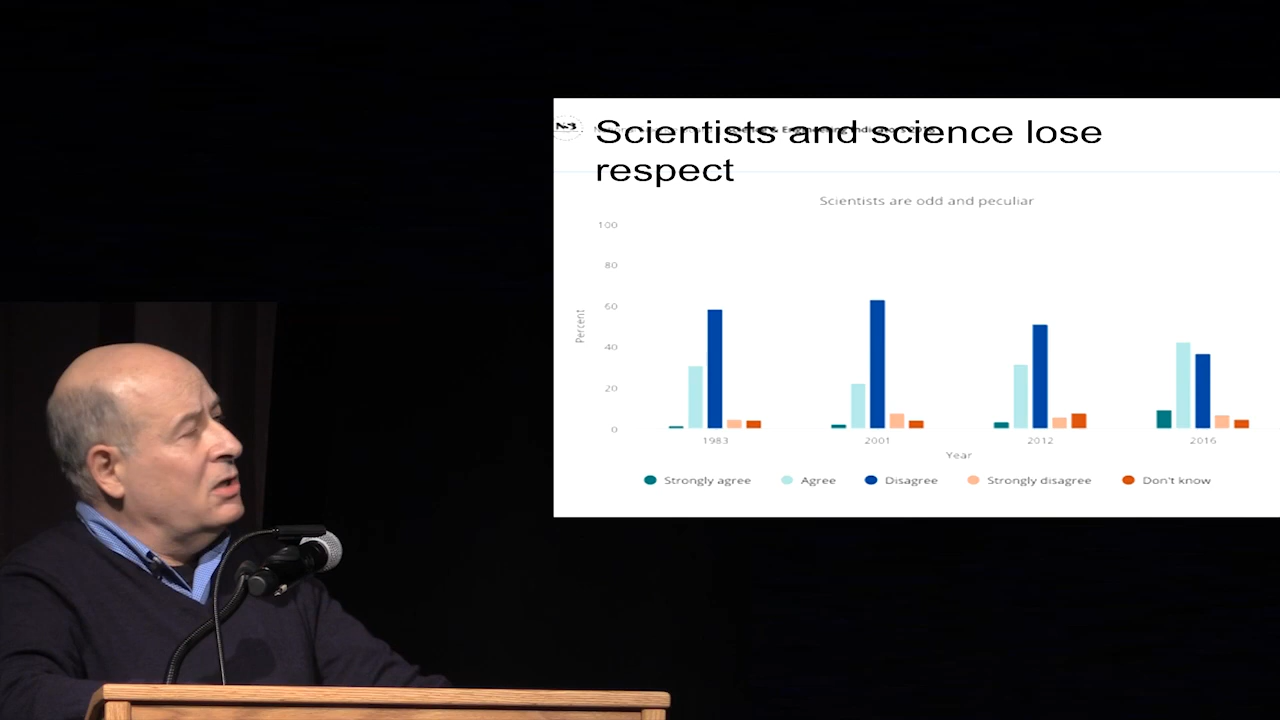 Scientists and science lose
respect
Scientists are odd and peculiar
100
80
60
40
20
0
Percent
1983 2001 2012 2016
Year
Strongly agree Agree Disagree Strongly disagree Don't know